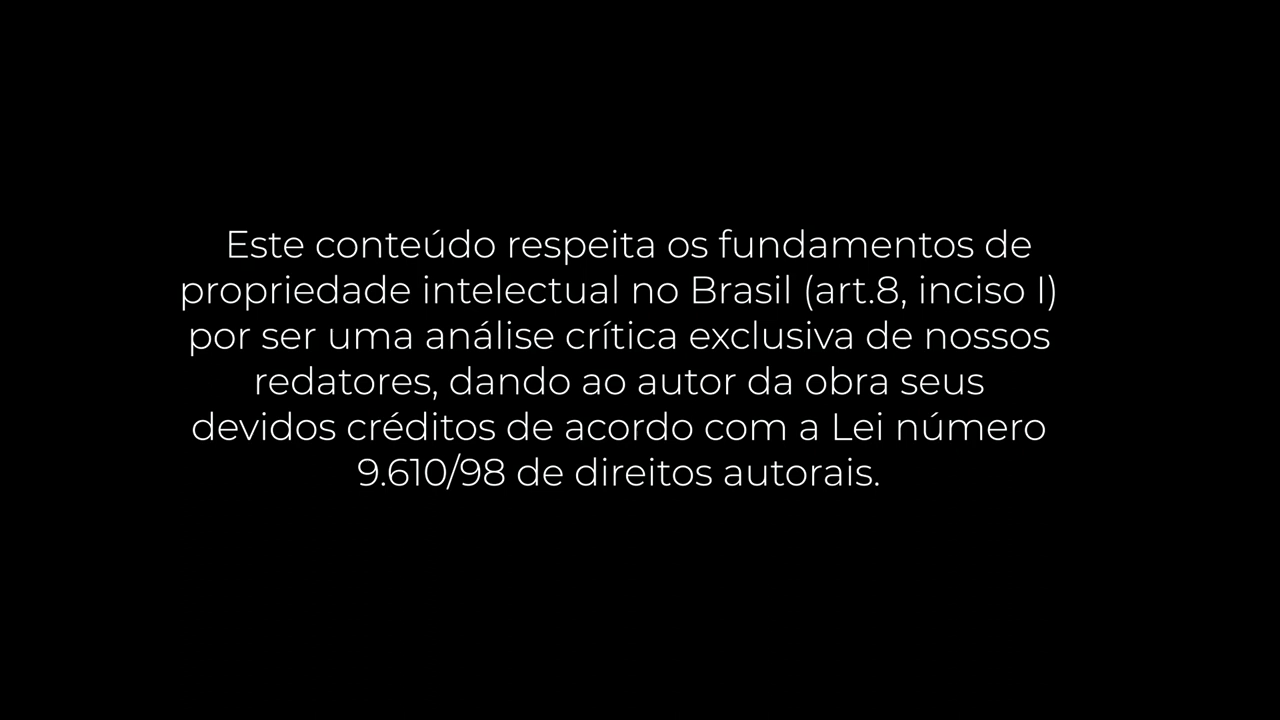 Este conteúdo respeita os fundamentos de
propriedade intelectual no Brasil (art.8, inciso I)
por ser uma análise crítica exclusiva de nossos
redatores, dando ao autor da obra seus
devidos créditos de acordo com a Lei número
9.610/98 de direitos autorais.